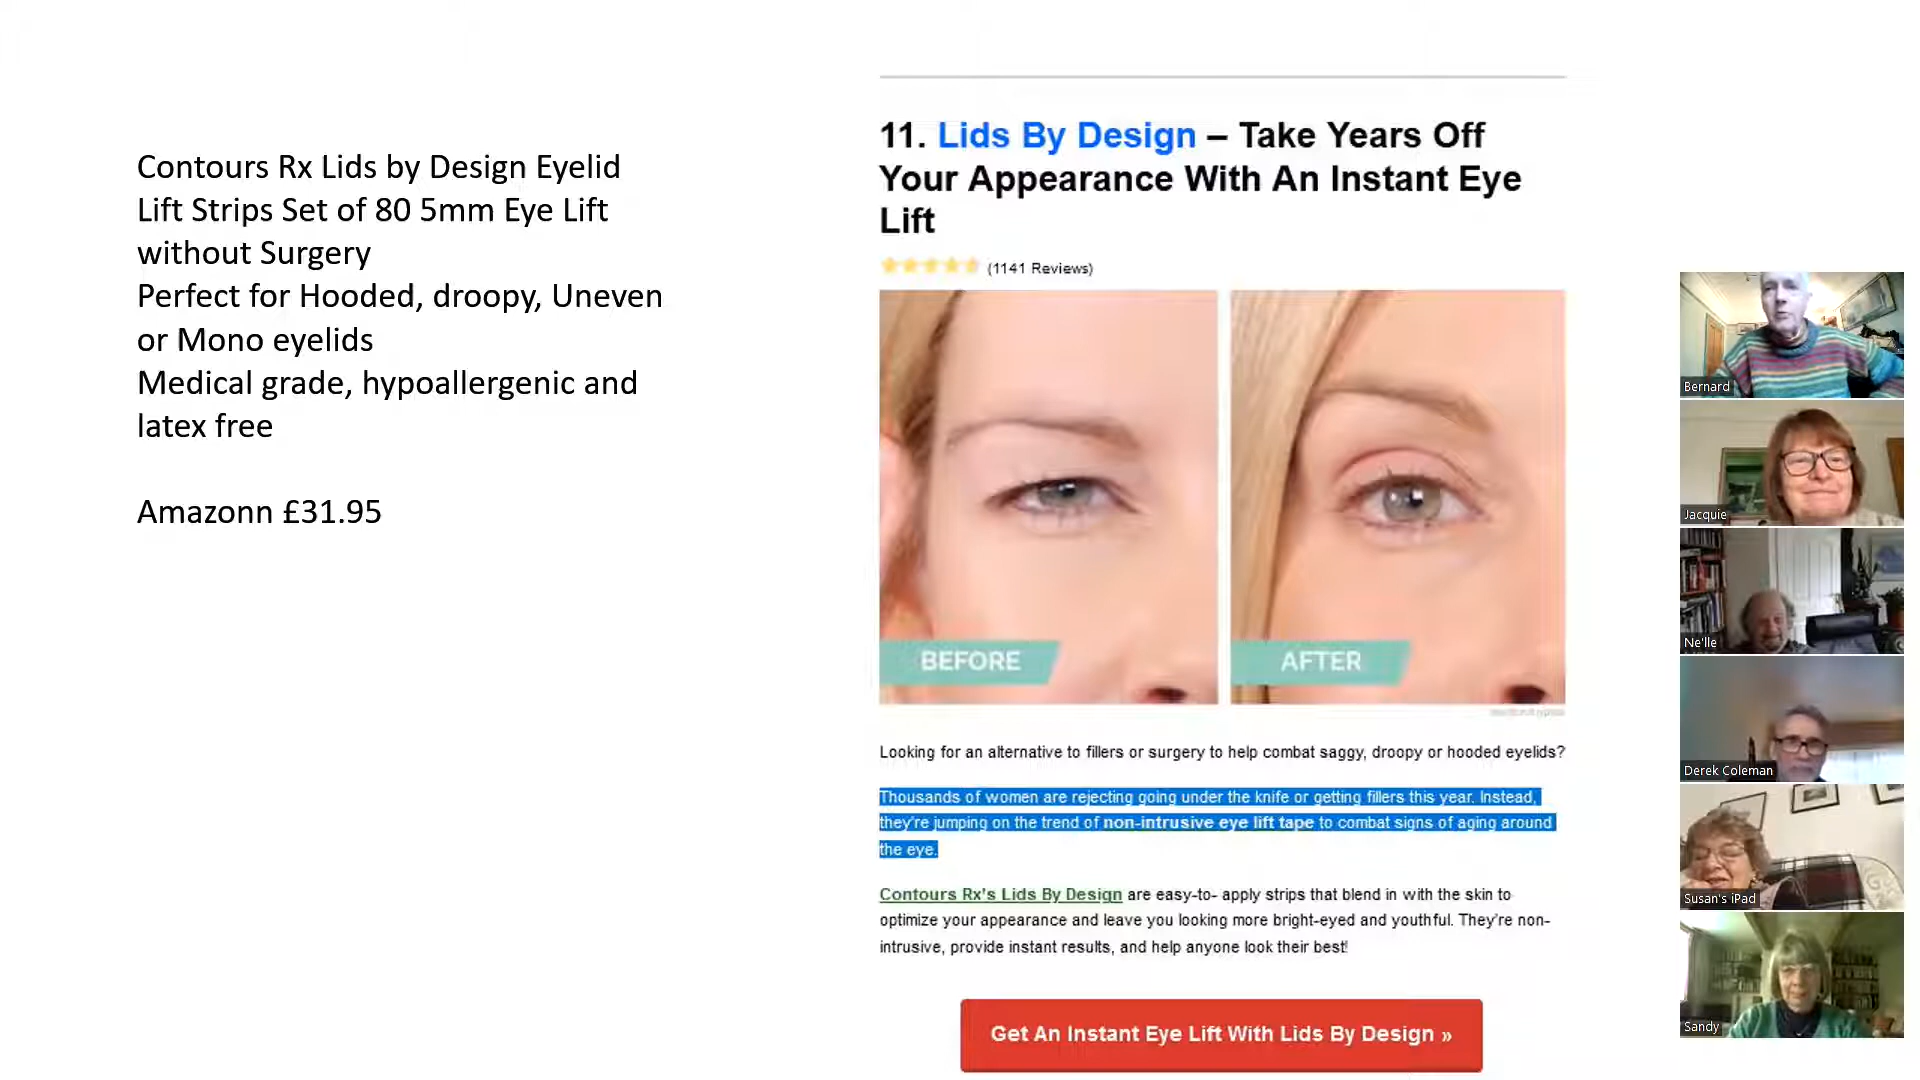 Contours Rx Lids by Design Eyelid
Lift Strips Set of 80 5mm Eye Lift
without Surgery
Perfect for Hooded, droopy, Uneven
or Mono eyelids
Medical grade, hypoallergenic and
latex free
Amazonn £31.95
11. Lids By Design – Take Years Off
Your Appearance With An Instant Eye
Lift
(1141 Reviews)
BEFORE
AFTER
Looking for an alternative to fillers or surgery to help combat saggy, droopy or hooded eyelids?
Thousands of women are rejecting going under the knife or getting fillers this year. Instead,
they're jumping on the trend of non-intrusive eye lift tape to combat signs of aging around
the eye.
Contours Rx's Lids By Design are easy-to- apply strips that blend in with the skin to
optimize your appearance and leave you looking more bright-eyed and youthful. They're non-
intrusive, provide instant results, and help anyone look their best!
Get An Instant Eye Lift With Lids By Design »
Bernard
Jacquie
Ne'lle
Derek Coleman
Susan's iPad
Sandy